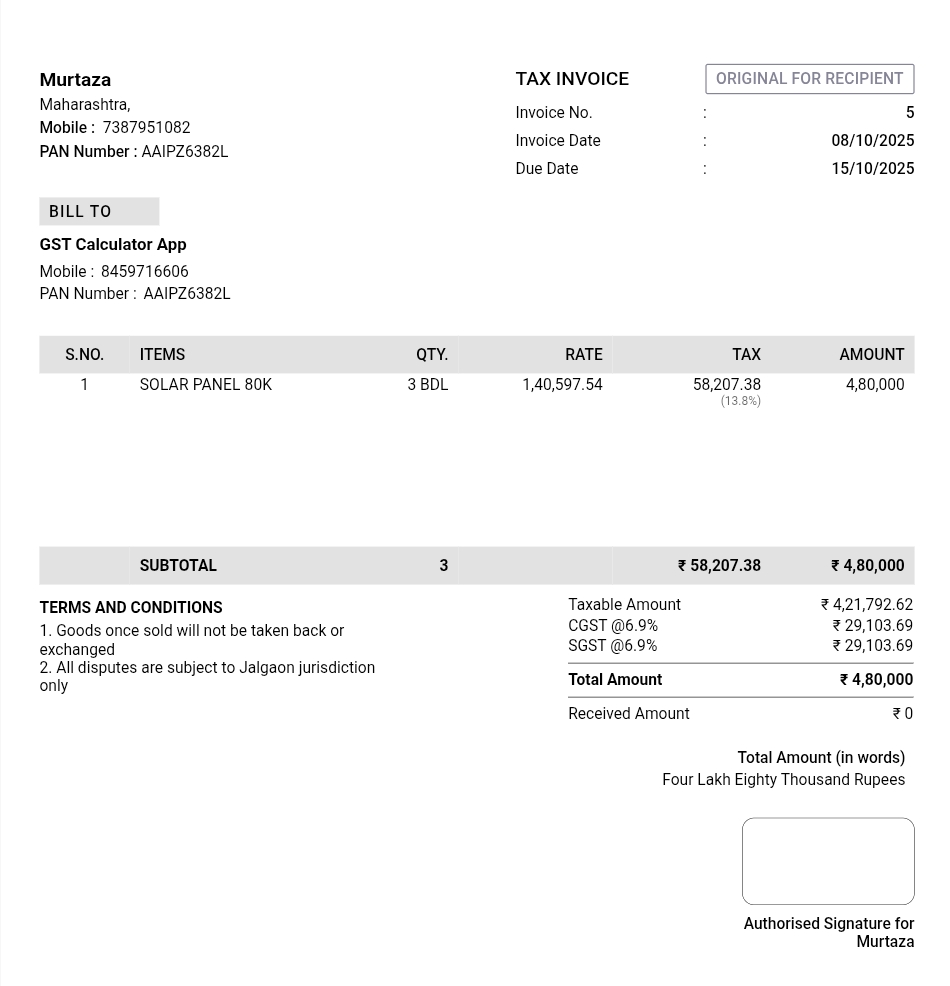 Murtaza
Maharashtra,
Mobile : 7387951082
PAN Number : AAIPZ6382L
TAX INVOICE
ORIGINAL FOR RECIPIENT
Invoice No. : 5
Invoice Date : 08/10/2025
Due Date : 15/10/2025
BILL TO
GST Calculator App
Mobile : 8459716606
PAN Number : AAIPZ6382L
S.NO. ITEMS QTY. RATE TAX AMOUNT
1 SOLAR PANEL 80K 3 BDL 1,40,597.54 58,207.38 4,80,000
(13.8%)
SUBTOTAL 3 ₹ 58,207.38 ₹ 4,80,000
TERMS AND CONDITIONS
1. Goods once sold will not be taken back or
exchanged
2. All disputes are subject to Jalgaon jurisdiction
only
Taxable Amount ₹ 4,21,792.62
CGST @6.9% ₹ 29,103.69
SGST @6.9% ₹ 29,103.69
Total Amount ₹ 4,80,000
Received Amount ₹ 0
Total Amount (in words)
Four Lakh Eighty Thousand Rupees
Authorised Signature for
Murtaza